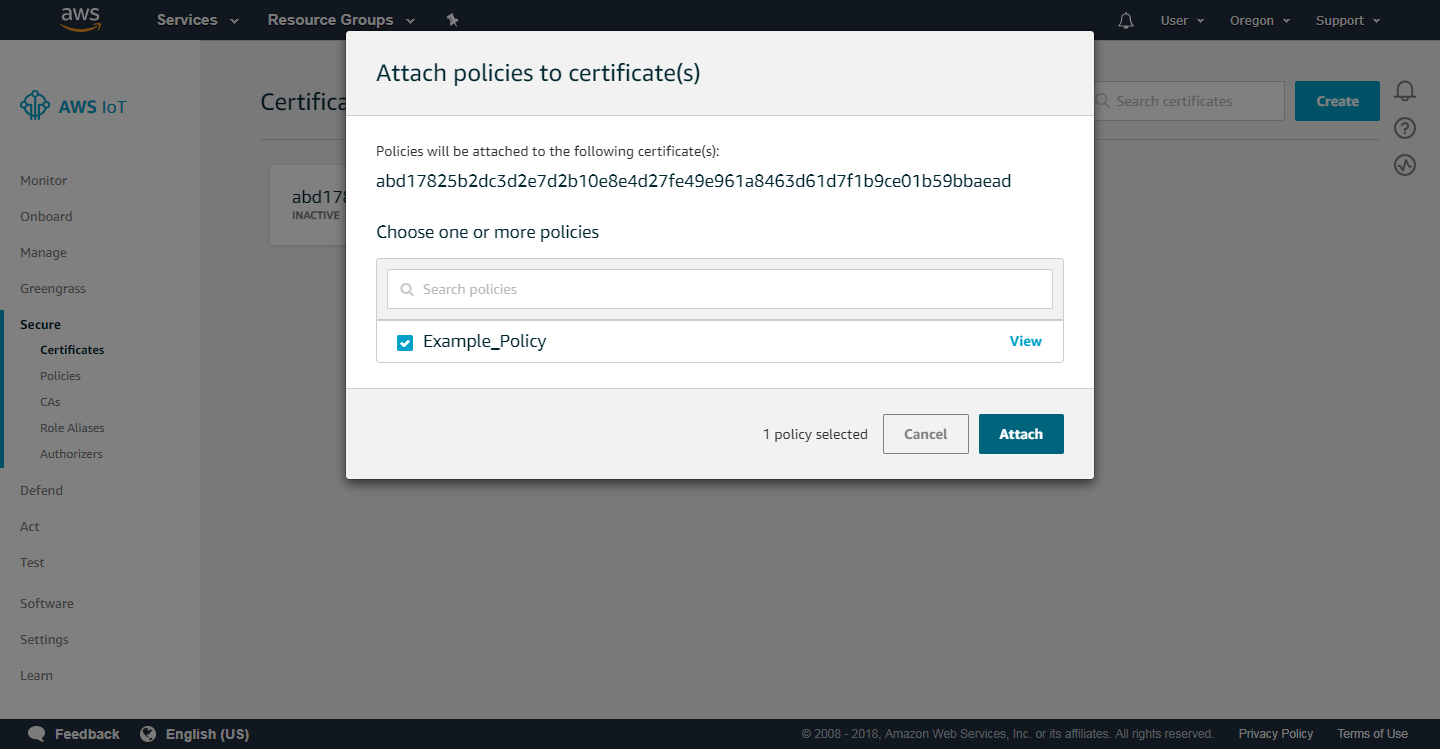 aws
Services
Resource Groups
User
Oregon
Support
Attach policies to certificate(s)
AWS IoT
Certifica
Search certificates
Create
Policies will be attached to the following certificate(s):
abd17825b2dc3d2e7d2b10e8e4d27fe49e961a8463d61d7f1b9ce01b59bbaead
Monitor
Onboard
Manage
Greengrass
Secure
Certificates
Policies
CAs
Role Aliases
Authorizers
Defend
Act
Test
Software
Settings
Learn
abd178
INACTIVE
Choose one or more policies
Search policies
Example_Policy
View
1 policy selected
Cancel
Attach
Feedback
English (US)
© 2008 - 2018, Amazon Web Services, Inc. or its affiliates. All rights reserved.
Privacy Policy
Terms of Use